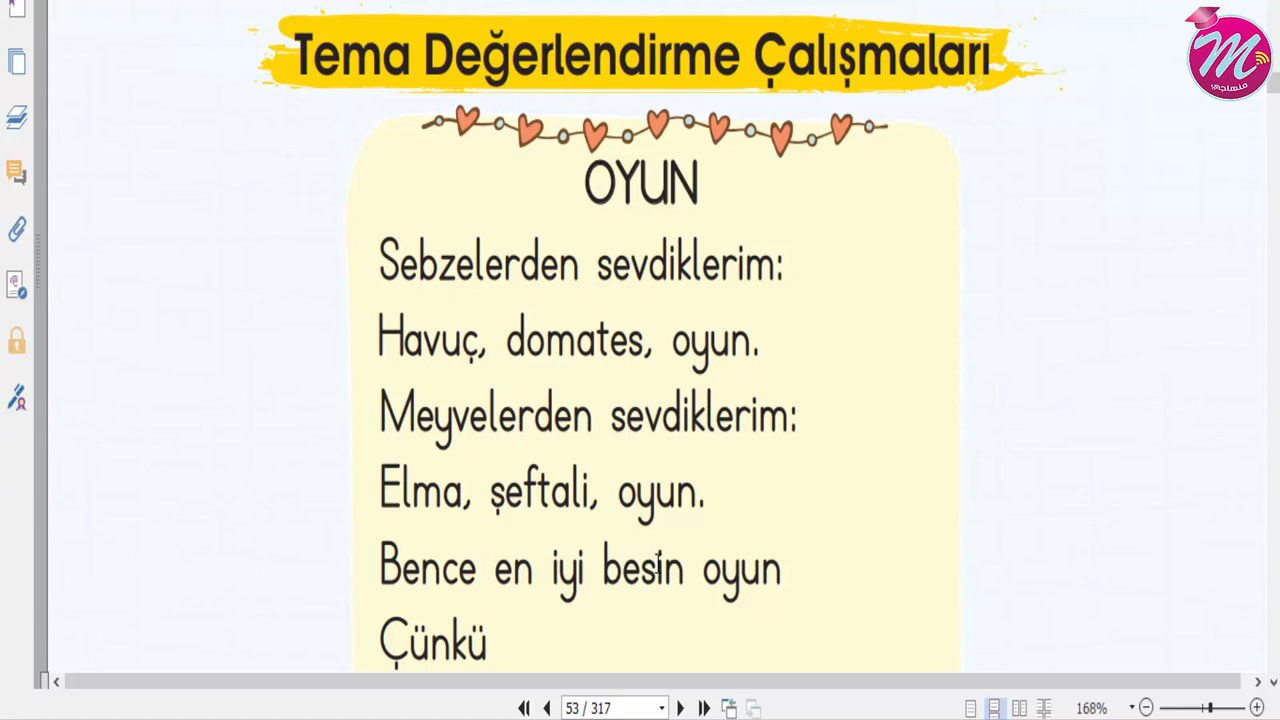 Tema Değerlendirme Çalışmaları
OYUN
Sebzelerden sevdiklerim:
Havuç, domates, oyun.
Meyvelerden sevdiklerim:
Elma, şeftali, oyun.
Bence en iyi besin oyun
Çünkü
منهاجي
53 / 317
168%